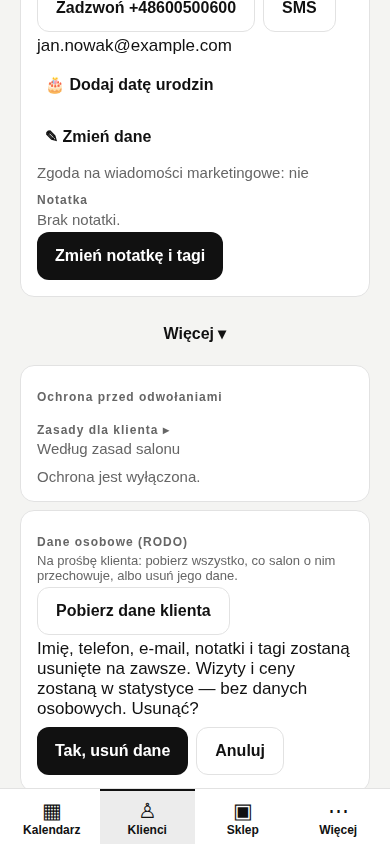 Zadzwoń +48600500600
SMS
jan.nowak@example.com
🎂 Dodaj datę urodzin
✎ Zmień dane
Zgoda na wiadomości marketingowe: nie
Notatka
Brak notatki.
Zmień notatkę i tagi
Więcej ▾
Ochrona przed odwołaniami
Zasady dla klienta ▸
Według zasad salonu
Ochrona jest wyłączona.
Dane osobowe (RODO)
Na prośbę klienta: pobierz wszystko, co salon o nim
przechowuje, albo usuń jego dane.
Pobierz dane klienta
Imię, telefon, e-mail, notatki i tagi zostaną
usunięte na zawsze. Wizyty i ceny
zostaną w statystyce — bez danych
osobowych. Usunąć?
Tak, usuń dane
Anuluj
Kalendarz
Klienci
Sklep
Więcej